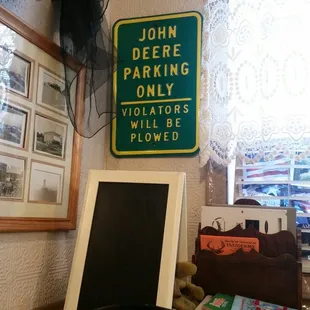 JOHN
DEERE
PARKING
ONLY
VIOLATORS
WILL BE
PLOWED